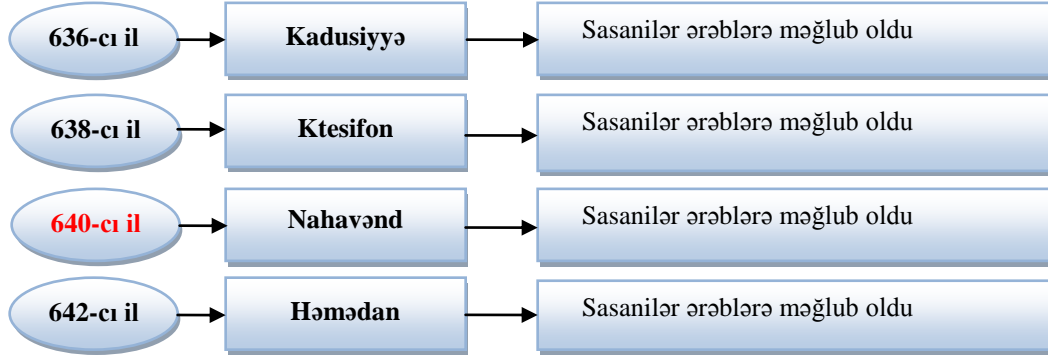 636-cı il Kadusiyyə Sasanilər ərəblərə məğlub oldu
638-cı il Ktesifon Sasanilər ərəblərə məğlub oldu
640-cı il Nahavənd Sasanilər ərəblərə məğlub oldu
642-cı il Həmədan Sasanilər ərəblərə məğlub oldu